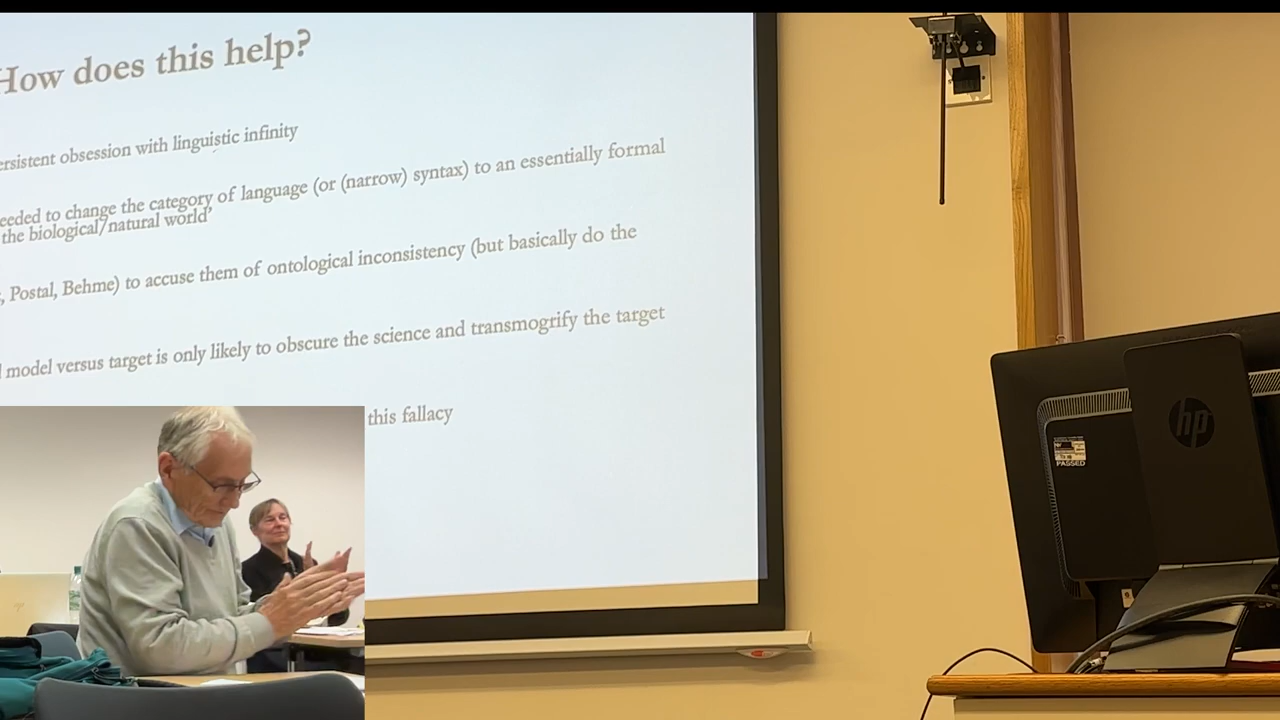 How does this help?
ersistent obsession with linguistic infinity
eeded to change the category of language (or (narrow) syntax) to an essentially formal
the biological/natural world'
, Postal, Behme) to accuse them of ontological inconsistency (but basically do the
model versus target is only likely to obscure the science and transmogrify the target
this fallacy
hp
PASSED